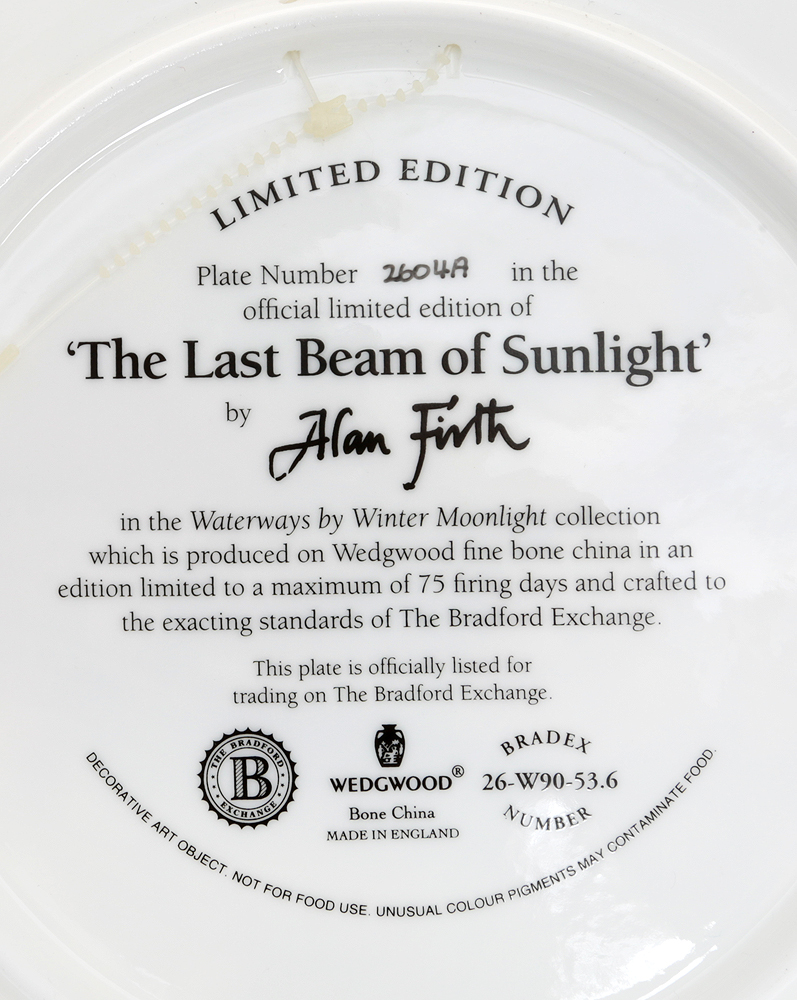 LIMITED EDITION
Plate Number 2604A in the
official limited edition of
‘The Last Beam of Sunlight’
by Alan Firth
in the Waterways by Winter Moonlight collection
which is produced on Wedgwood fine bone china in an
edition limited to a maximum of 75 firing days and crafted to
the exacting standards of The Bradford Exchange.
This plate is officially listed for
trading on The Bradford Exchange.
THE BRADFORD
B
EXCHANGE
WEDGWOOD®
Bone China
MADE IN ENGLAND
BRADEX
26-W90-53.6
NUMBER
DECORATIVE ART OBJECT. NOT FOR FOOD USE. UNUSUAL COLOUR PIGMENTS MAY CONTAMINATE FOOD.